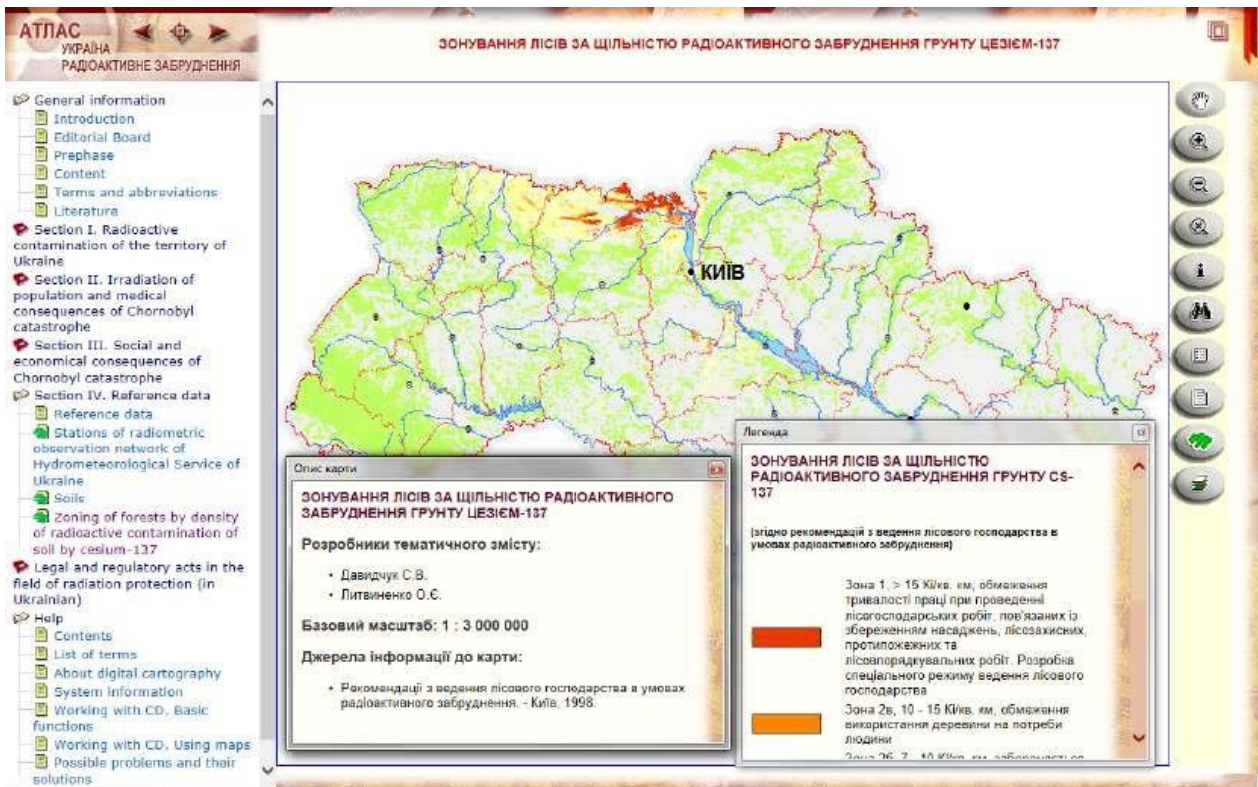 АТЛАС
УКРАЇНА
РАДІОАКТИВНЕ ЗАБРУДНЕННЯ
ЗОНУВАННЯ ЛІСІВ ЗА ЩІЛЬНІСТЮ РАДІОАКТИВНОГО ЗАБРУДНЕННЯ ГРУНТУ ЦЕЗІЄМ-137
General information
Introduction
Editorial Board
Prephase
Content
Terms and abbreviations
Literature
Section I. Radioactive
contamination of the territory of
Ukraine
Section II. Irradiation of
population and medical
consequences of Chornobyl
catastrophe
Section III. Social and
economical consequences of
Chornobyl catastrophe
Section IV. Reference data
Reference data
Stations of radiometric
observation network of
Hydrometeorological Service of
Ukraine
Soils
Zoning of forests by density
of radioactive contamination of
soil by cesium-137
Legal and regulatory acts in the
field of radiation protection (in
Ukrainian)
Help
Contents
List of terms
About digital cartography
System information
Working with CD. Basic
functions
Working with CD. Using maps
Possible problems and their
solutions
КИЇВ
Опис карти
ЗОНУВАННЯ ЛІСІВ ЗА ЩІЛЬНІСТЮ РАДІОАКТИВНОГО
ЗАБРУДНЕННЯ ГРУНТУ ЦЕЗІЄМ-137
Розробники тематичного змісту:
• Давидчук С.В.
• Литвиненко О.Є.
Базовий масштаб: 1 : 3 000 000
Джерела інформації до карти:
• Рекомендації з ведення лісового господарства в умовах
радіоактивного забруднення. - Київ, 1998.
Легенда
ЗОНУВАННЯ ЛІСІВ ЗА ЩІЛЬНІСТЮ
РАДІОАКТИВНОГО ЗАБРУДНЕННЯ ГРУНТУ CS-
137
(згідно рекомендацій з ведення лісового господарства в
умовах радіоактивного забруднення)
Зона 1, > 15 Кі/кв. км, обмеження
тривалості праці при проведенні
лісогосподарських робіт, пов'язаних із
збереженням насаджень, лісозахисних,
протипожежних та
лісовпорядкувальних робіт. Розробка
спеціального режиму ведення лісового
господарства
Зона 2в, 10 - 15 Кі/кв. км, обмеження
використання деревини на потреби
людини
Зона 2б, 7 - 10 Кі/кв. км, забороняється